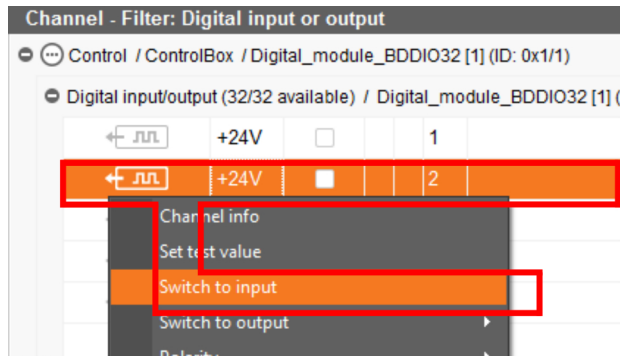 Channel - Filter: Digital input or output
Control / ControlBox / Digital_module_BDDIO32 [1] (ID: 0x1/1)
Digital input/output (32/32 available) / Digital_module_BDDIO32 [1] (
+24V 1
+24V 2
Channel info
Set test value
Switch to input
Switch to output
Polarity